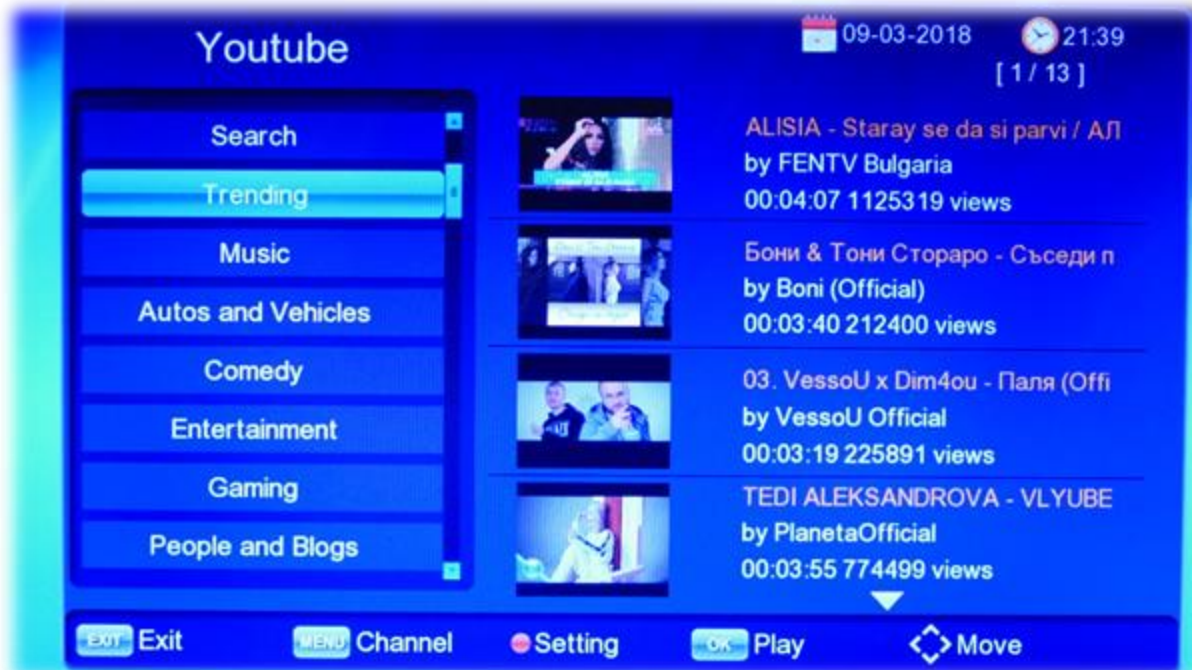 Youtube
09-03-2018
21:39
[ 1 / 13 ]
Search
Trending
Music
Autos and Vehicles
Comedy
Entertainment
Gaming
People and Blogs
ALISIA - Staray se da si parvi / АЛ
by FENTV Bulgaria
00:04:07 1125319 views
Бони & Тони Стораро - Съседи п
by Boni (Official)
00:03:40 212400 views
03. VessoU x Dim4ou - Паля (Offi
by VessoU Official
00:03:19 225891 views
TEDI ALEKSANDROVA - VLYUBE
by PlanetaOfficial
00:03:55 774499 views
EXIT Exit
MENU Channel
Setting
OK Play
Move